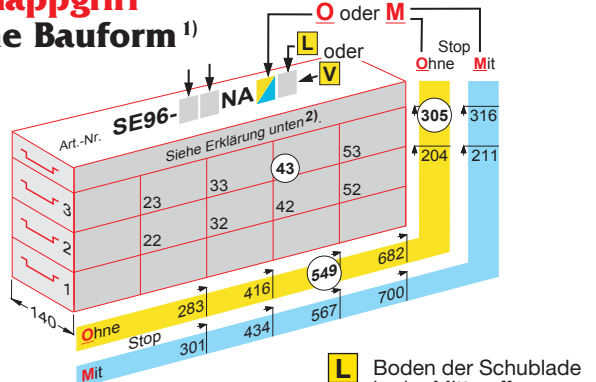 O oder M
ne Bauform 1)
L oder
V
Stop
Ohne Mit
Art.-Nr. SE96- NA
Siehe Erklärung unten 2).
305 316
204 211
43
53
33
23
52
42
32
22
3
2
1
140
Ohne 283 416 549 682
Stop
Mit 301 434 567 700
L Boden der Schublade